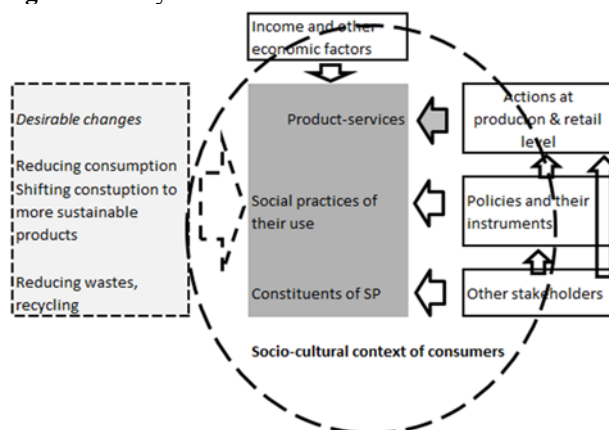 Income and other
economic factors
Desirable changes
Reducing consumption
Shifting constuption to
more sustainable
products
Reducing wastes,
recycling
Product-services
Social practices of
their use
Constituents of SP
Actions at
producion & retail
level
Policies and their
instruments
Other stakeholders
Socio-cultural context of consumers